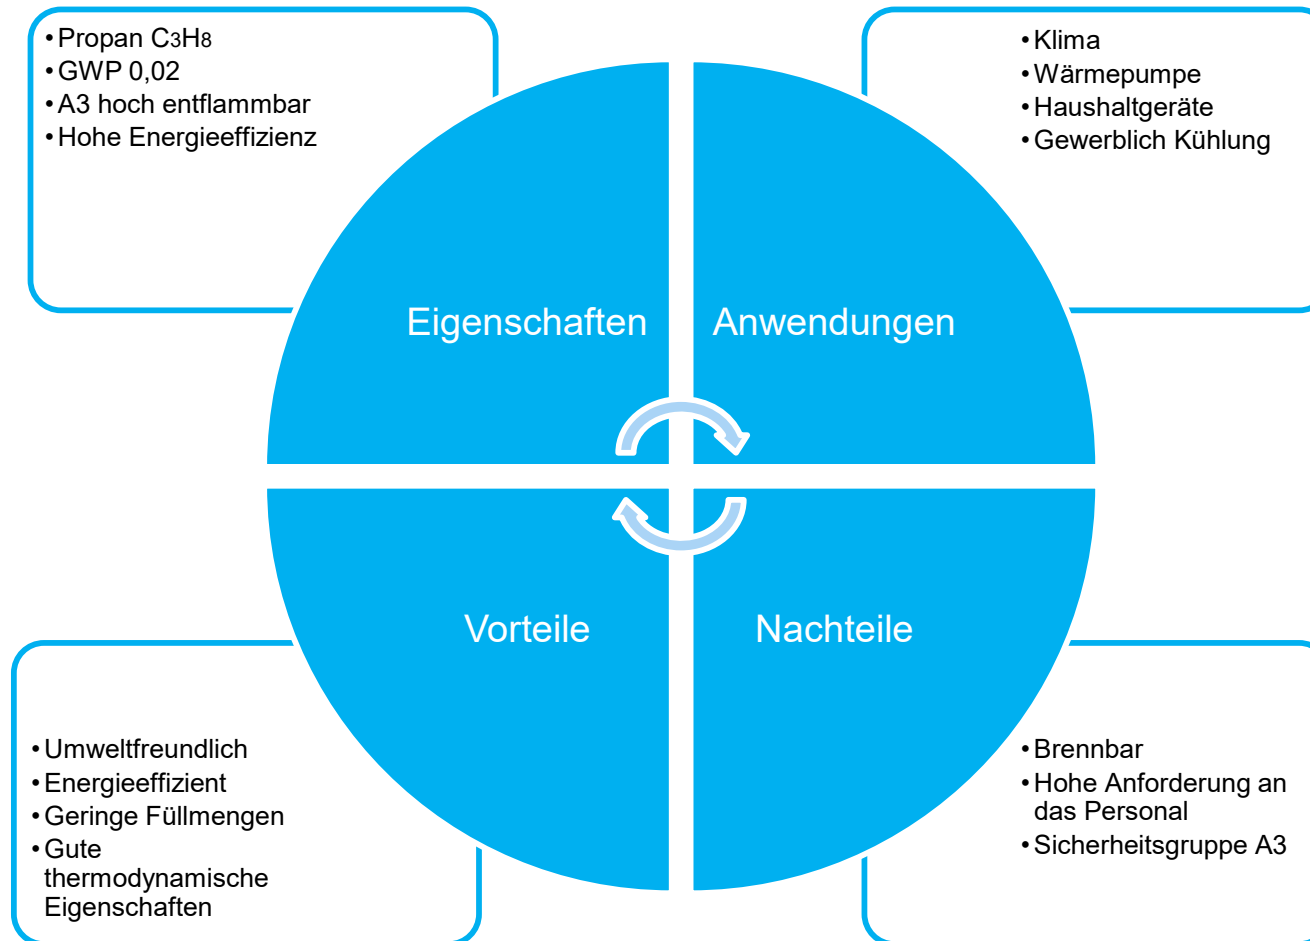 • Propan C3H8
• GWP 0,02
• A3 hoch entflammbar
• Hohe Energieeffizienz
• Klima
• Wärmepumpe
• Haushaltgeräte
• Gewerblich Kühlung
Eigenschaften
Anwendungen
Vorteile
Nachteile
• Umweltfreundlich
• Energieeffizient
• Geringe Füllmengen
• Gute
thermodynamische
Eigenschaften
• Brennbar
• Hohe Anforderung an
das Personal
• Sicherheitsgruppe A3